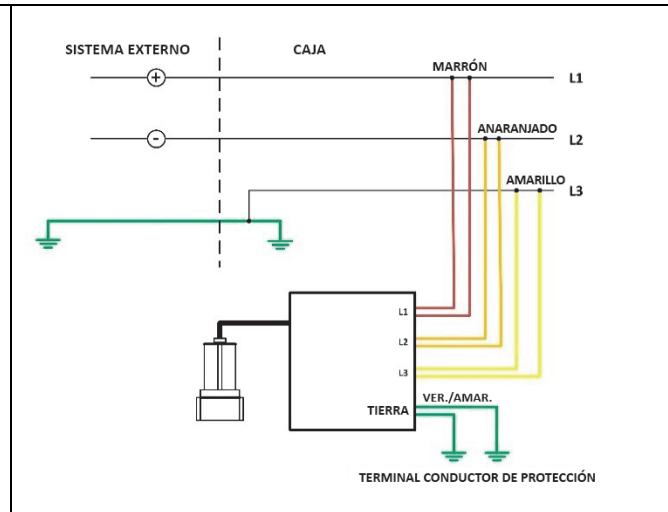 SISTEMA EXTERNO
CAJA
MARRÓN
+
L1
ANARANJADO
-
L2
AMARILLO
L3
L1
L2
L3
VER./AMAR.
TIERRA
TERMINAL CONDUCTOR DE PROTECCIÓN